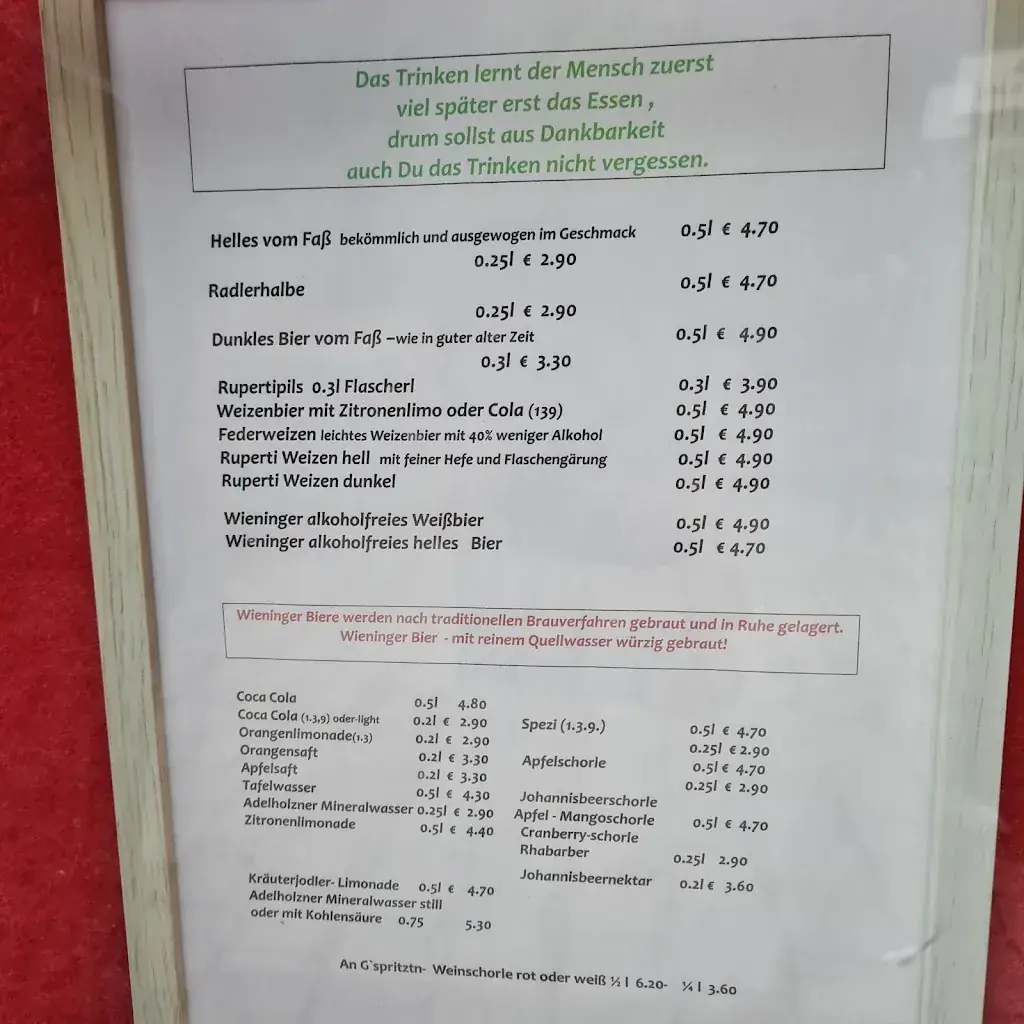 Das Trinken lernt der Mensch zuerst
viel später erst das Essen ,
drum sollst aus Dankbarkeit
auch Du das Trinken nicht vergessen.
Helles vom Faß bekömmlich und ausgewogen im Geschmack 0.5l € 4.70
0.25l € 2.90
Radlerhalbe 0.5l € 4.70
0.25l € 2.90
Dunkles Bier vom Faß –wie in guter alter Zeit 0.5l € 4.90
0.3l € 3.30
Rupertipils 0.3l Flascherl 0.3l € 3.90
Weizenbier mit Zitronenlimo oder Cola (139) 0.5l € 4.90
Federweizen leichtes Weizenbier mit 40% weniger Alkohol 0.5l € 4.90
Ruperti Weizen hell mit feiner Hefe und Flaschengärung 0.5l € 4.90
Ruperti Weizen dunkel 0.5l € 4.90
Wieninger alkoholfreies Weißbier 0.5l € 4.90
Wieninger alkoholfreies helles Bier 0.5l € 4.70
Wieninger Biere werden nach traditionellen Brauverfahren gebraut und in Ruhe gelagert.
Wieninger Bier - mit reinem Quellwasser würzig gebraut!
Coca Cola 0.5l 4.80
Coca Cola (1.3,9) oder-light 0.2l € 2.90
Orangenlimonade(1.3) 0.2l € 2.90
Orangensaft 0.2l € 3.30
Apfelsaft 0.2l € 3.30
Tafelwasser 0.5l € 4.30
Adelholzner Mineralwasser 0.25l € 2.90
Zitronenlimonade 0.5l € 4.40
Kräuterjodler- Limonade 0.5l € 4.70
Adelholzner Mineralwasser still
oder mit Kohlensäure 0.75 5.30
Spezi (1.3.9.) 0.5l € 4.70
0.25l € 2.90
Apfelschorle 0.5l € 4.70
0.25l € 2.90
Johannisbeerschorle
Apfel - Mangoschorle 0.5l € 4.70
Cranberry-schorle
Rhabarber 0.25l 2.90
Johannisbeernektar 0.2l € 3.60
An G`spritztn- Weinschorle rot oder weiß ½ l 6.20- ¼ l 3.60